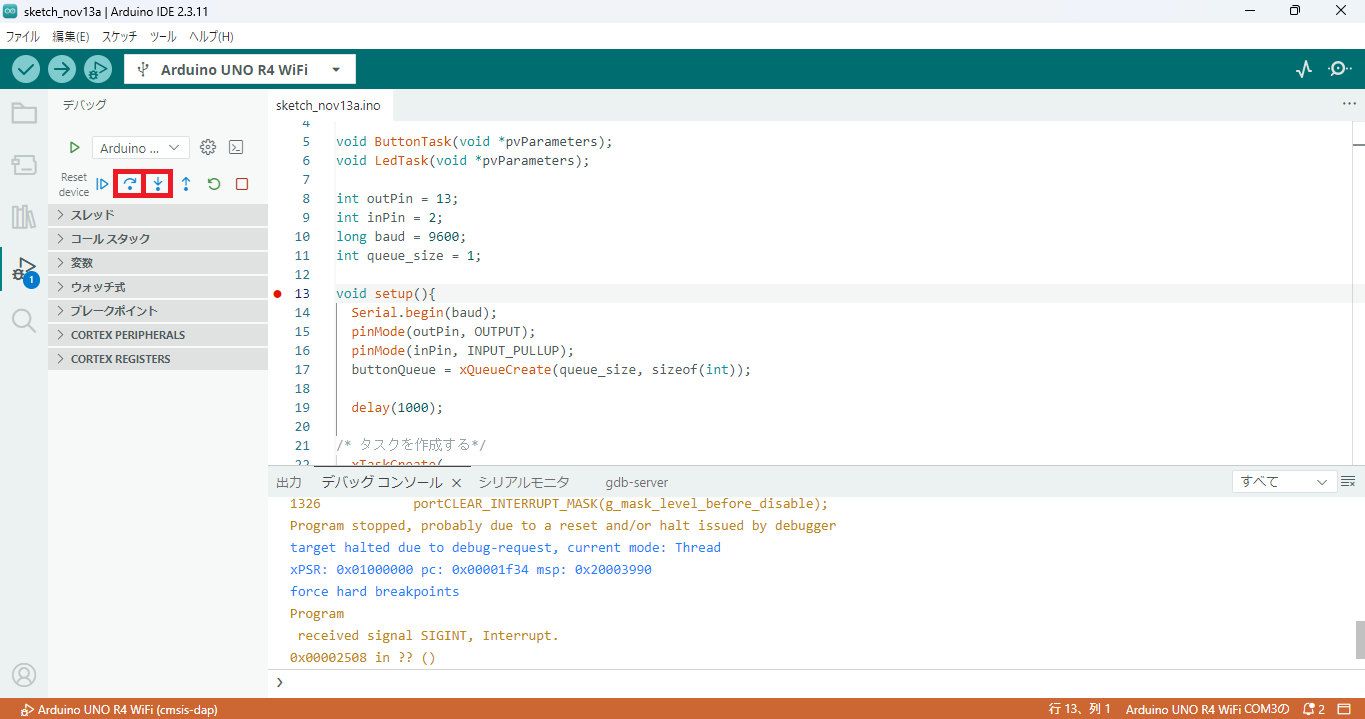 sketch_nov13a | Arduino IDE 2.3.11
ファイル 編集(E) スケッチ ツール ヘルプ(H)
Arduino UNO R4 WiFi
デバッグ
Arduino ...
Reset
device
スレッド
コール スタック
変数
ウォッチ式
ブレークポイント
CORTEX PERIPHERALS
CORTEX REGISTERS
1
sketch_nov13a.ino
4
5 void ButtonTask(void *pvParameters);
6 void LedTask(void *pvParameters);
7
8 int outPin = 13;
9 int inPin = 2;
10 long baud = 9600;
11 int queue_size = 1;
12
13 void setup(){
14 Serial.begin(baud);
15 pinMode(outPin, OUTPUT);
16 pinMode(inPin, INPUT_PULLUP);
17 buttonQueue = xQueueCreate(queue_size, sizeof(int));
18
19 delay(1000);
20
21 /* タスクを作成する*/
22 xTaskCreate(
出力 デバッグ コンソール シリアルモニタ gdb-server すべて
1326 portCLEAR_INTERRUPT_MASK(g_mask_level_before_disable);
Program stopped, probably due to a reset and/or halt issued by debugger
target halted due to debug-request, current mode: Thread
xPSR: 0x01000000 pc: 0x00001f34 msp: 0x20003990
force hard breakpoints
Program
received signal SIGINT, Interrupt.
0x00002508 in ?? ()
Arduino UNO R4 WiFi (cmsis-dap) 行 13、列 1 Arduino UNO R4 WiFi COM3の 2